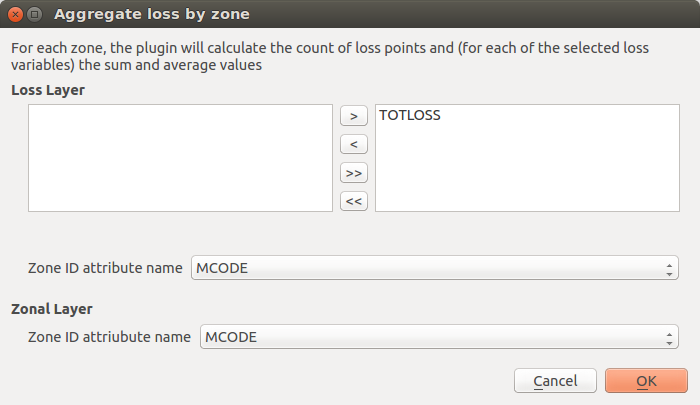 Aggregate loss by zone
For each zone, the plugin will calculate the count of loss points and (for each of the selected loss
variables) the sum and average values
Loss Layer
TOTLOSS
>
<
>>
<<
Zone ID attribute name MCODE
Zonal Layer
Zone ID attriubute name MCODE
Cancel OK